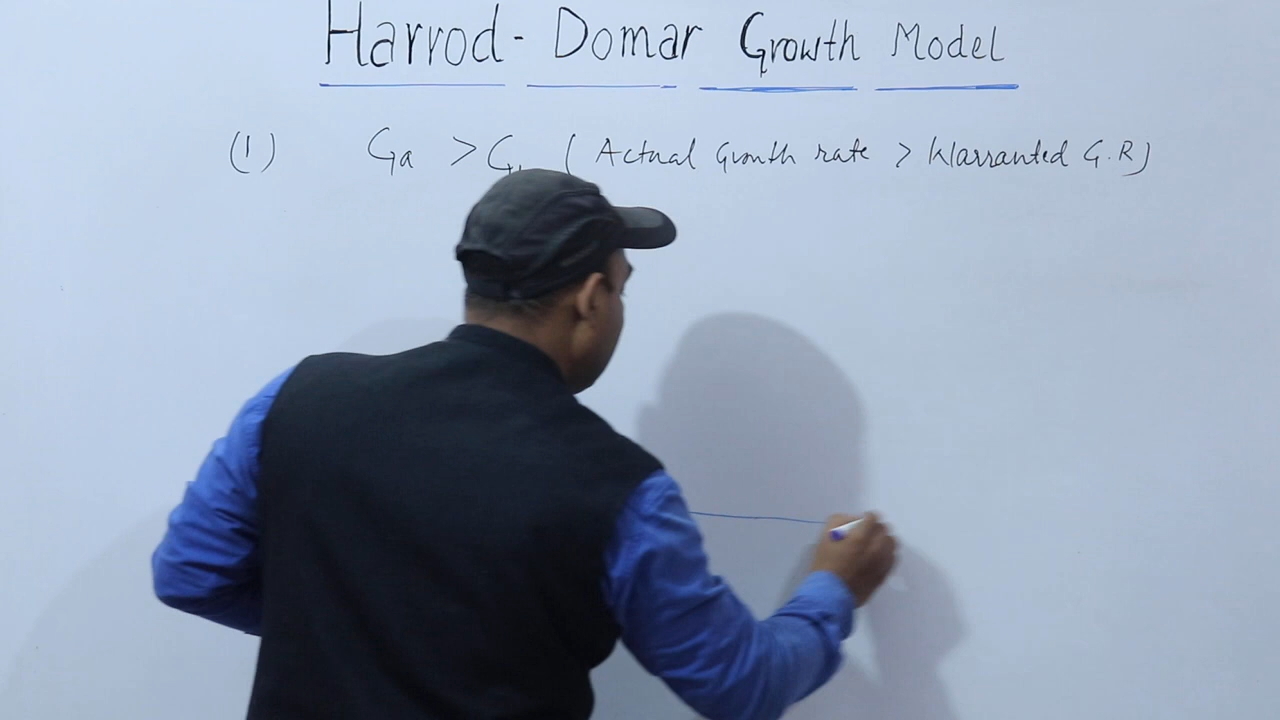 Harrod - Domar Growth Model
(1) Ga > G (Actual Growth rate > Warranted G.R)